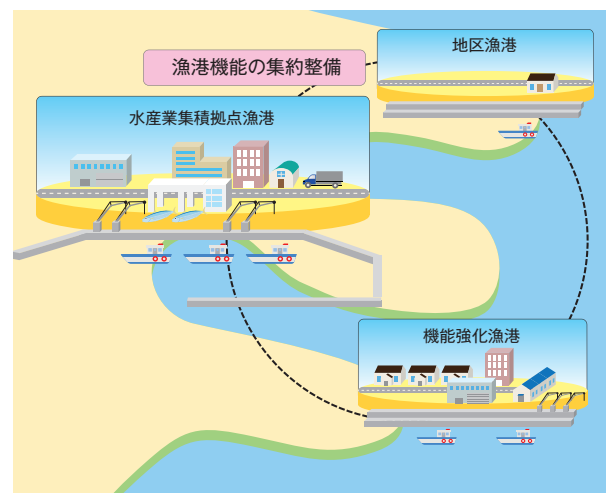 漁港機能の集約整備
地区漁港
水産業集積拠点漁港
機能強化漁港